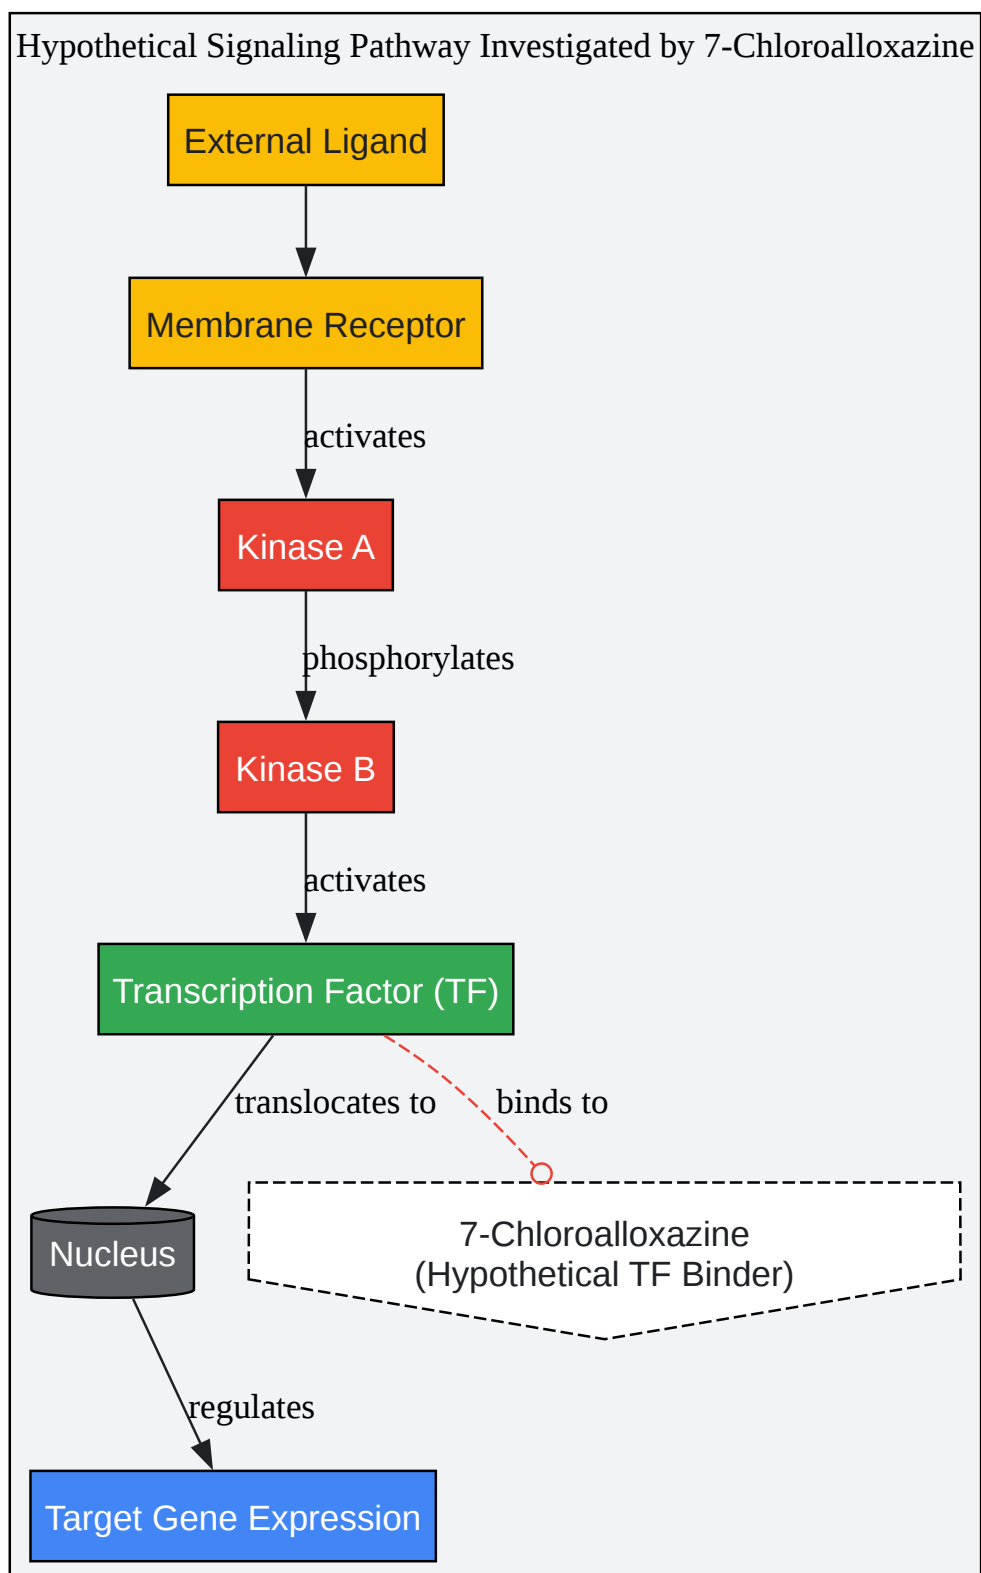 Hypothetical Signaling Pathway Investigated by 7-Chloroalloxazine
External Ligand
Membrane Receptor
activates
Kinase A
phosphorylates
Kinase B
activates
Transcription Factor (TF)
translocates to
binds to
Nucleus
7-Chloroalloxazine
(Hypothetical TF Binder)
regulates
Target Gene Expression